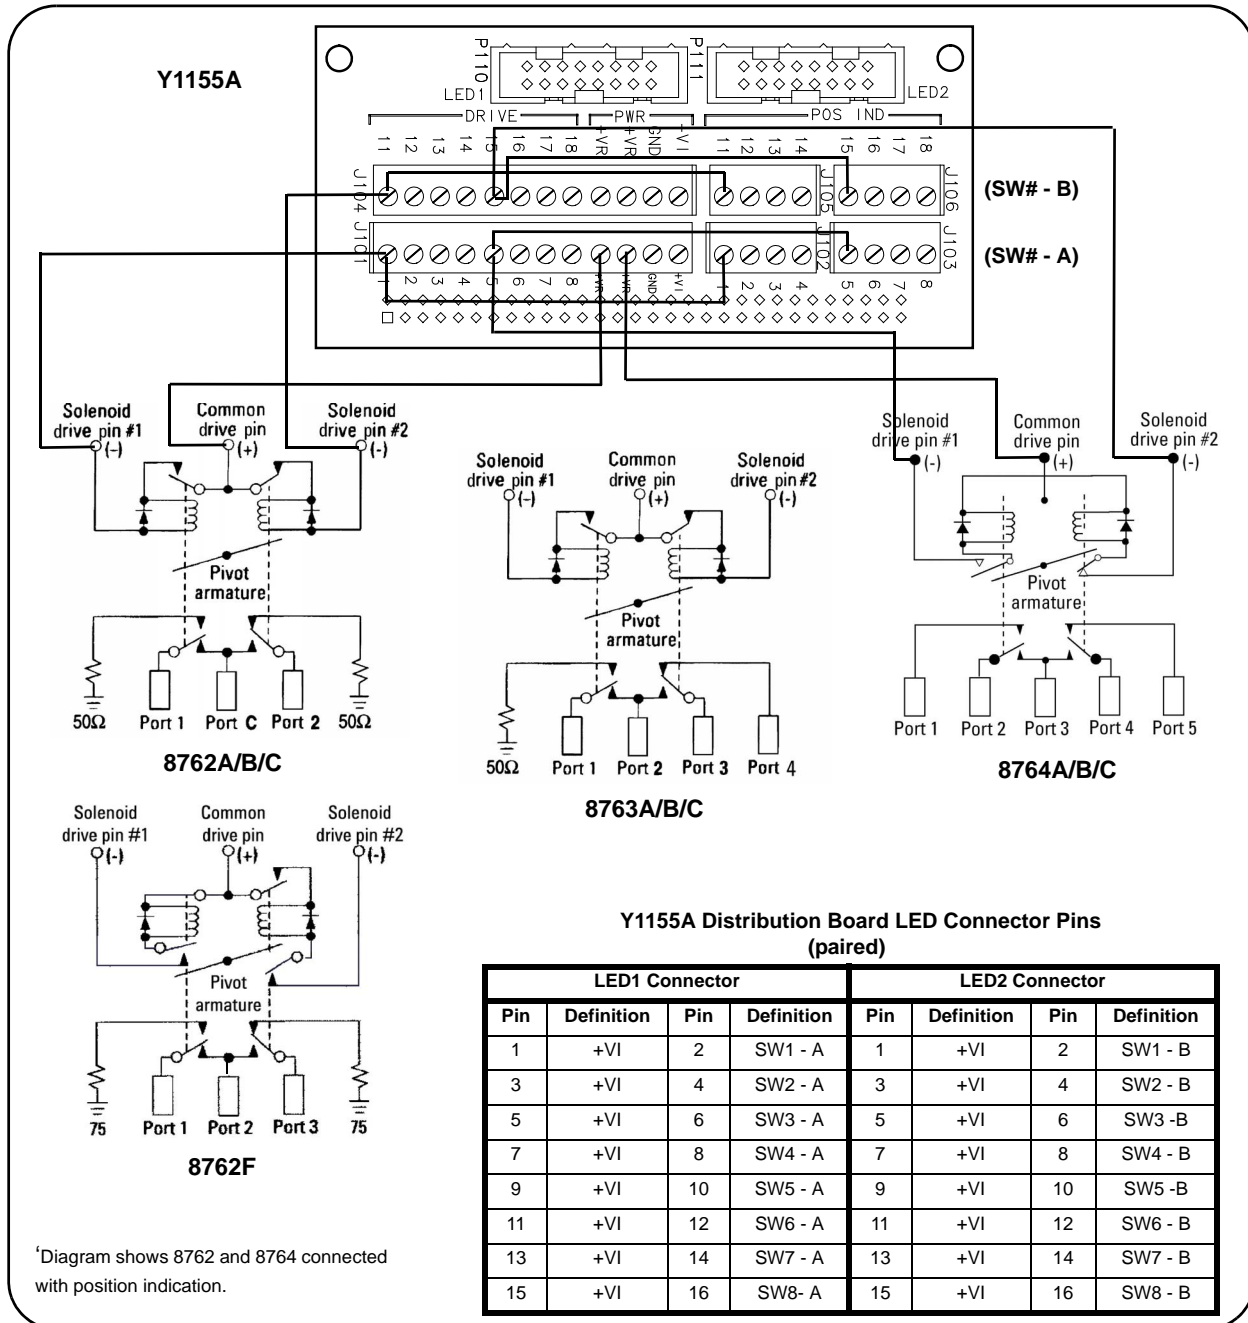 Y1155A
P110
P111
LED1
LED2
DRIVE
PWR
POS IND
11 12 13 14 15 16 17 18 +VR +VR GND +VI 11 12 13 14 15 16 17 18
J104
J105
J106
(SW# - B)
J101
J102
J103
(SW# - A)
1 2 3 4 5 6 7 8 +VR +VR GND +VI 1 2 3 4 5 6 7 8
Solenoid
drive pin #1
(-)
Common
drive pin
(+)
Solenoid
drive pin #2
(-)
Pivot
armature
50Ω
Port 1
Port C
Port 2
50Ω
8762A/B/C
Solenoid
drive pin #1
(-)
Common
drive pin
(+)
Solenoid
drive pin #2
(-)
Pivot
armature
50Ω
Port 1
Port 2
Port 3
Port 4
8763A/B/C
Solenoid
drive pin #1
(-)
Common
drive pin
(+)
Solenoid
drive pin #2
(-)
Pivot
armature
Port 1
Port 2
Port 3
Port 4
Port 5
8764A/B/C
Solenoid
drive pin #1
(-)
Common
drive pin
(+)
Solenoid
drive pin #2
(-)
Pivot
armature
75
Port 1
Port 2
Port 3
75
8762F
Y1155A Distribution Board LED Connector Pins
(paired)
LED1 Connector LED2 Connector
Pin Definition Pin Definition Pin Definition Pin Definition
1 +VI 2 SW1 - A 1 +VI 2 SW1 - B
3 +VI 4 SW2 - A 3 +VI 4 SW2 - B
5 +VI 6 SW3 - A 5 +VI 6 SW3 -B
7 +VI 8 SW4 - A 7 +VI 8 SW4 - B
9 +VI 10 SW5 - A 9 +VI 10 SW5 -B
11 +VI 12 SW6 - A 11 +VI 12 SW6 - B
13 +VI 14 SW7 - A 13 +VI 14 SW7 - B
15 +VI 16 SW8- A 15 +VI 16 SW8 - B
‘Diagram shows 8762 and 8764 connected
with position indication.